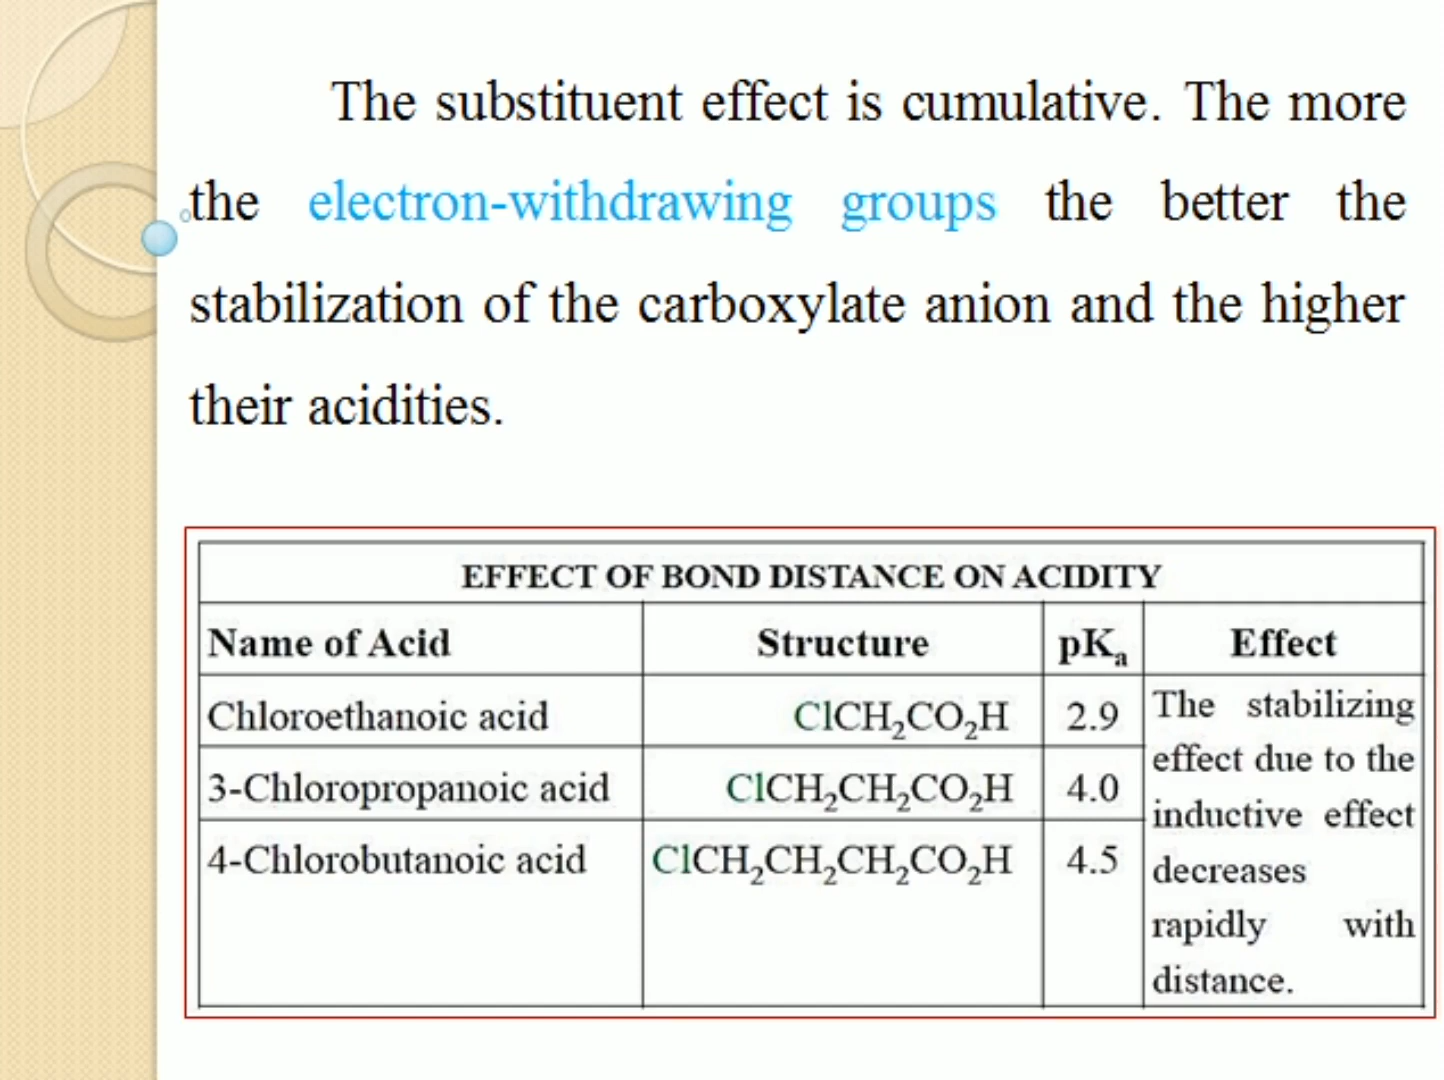 The substituent effect is cumulative. The more
the electron-withdrawing groups the better the
stabilization of the carboxylate anion and the higher
their acidities.
EFFECT OF BOND DISTANCE ON ACIDITY
Name of Acid Structure pKₐ Effect
Chloroethanoic acid ClCH₂CO₂H 2.9 The stabilizing
effect due to the
3-Chloropropanoic acid ClCH₂CH₂CO₂H 4.0
inductive effect
4-Chlorobutanoic acid ClCH₂CH₂CH₂CO₂H 4.5
decreases
rapidly with
distance.